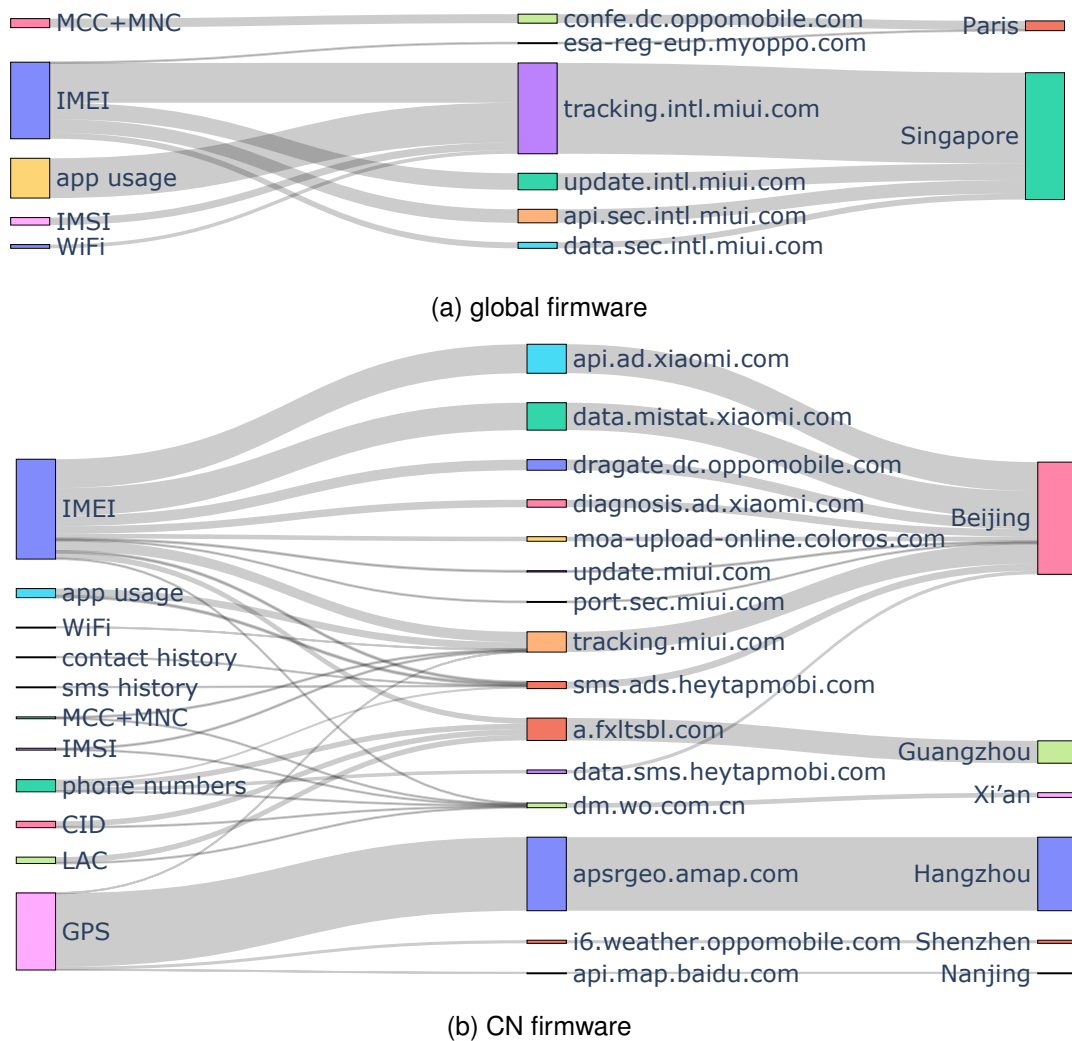 MCC+MNC
confe.dc.oppomobile.com
Paris
esa-reg-eup.myoppo.com
IMEI
tracking.intl.miui.com
Singapore
app usage
update.intl.miui.com
IMSI
api.sec.intl.miui.com
WiFi
data.sec.intl.miui.com
(a) global firmware
api.ad.xiaomi.com
data.mistat.xiaomi.com
dragate.dc.oppomobile.com
IMEI
diagnosis.ad.xiaomi.com
Beijing
moa-upload-online.coloros.com
update.miui.com
app usage
port.sec.miui.com
WiFi
tracking.miui.com
contact history
sms history
sms.ads.heytapmobi.com
MCC+MNC
a.fxltsbl.com
IMSI
Guangzhou
data.sms.heytapmobi.com
phone numbers
Xi’an
dm.wo.com.cn
CID
LAC
apsrgeo.amap.com
Hangzhou
GPS
i6.weather.oppomobile.com
Shenzhen
api.map.baidu.com
Nanjing
(b) CN firmware